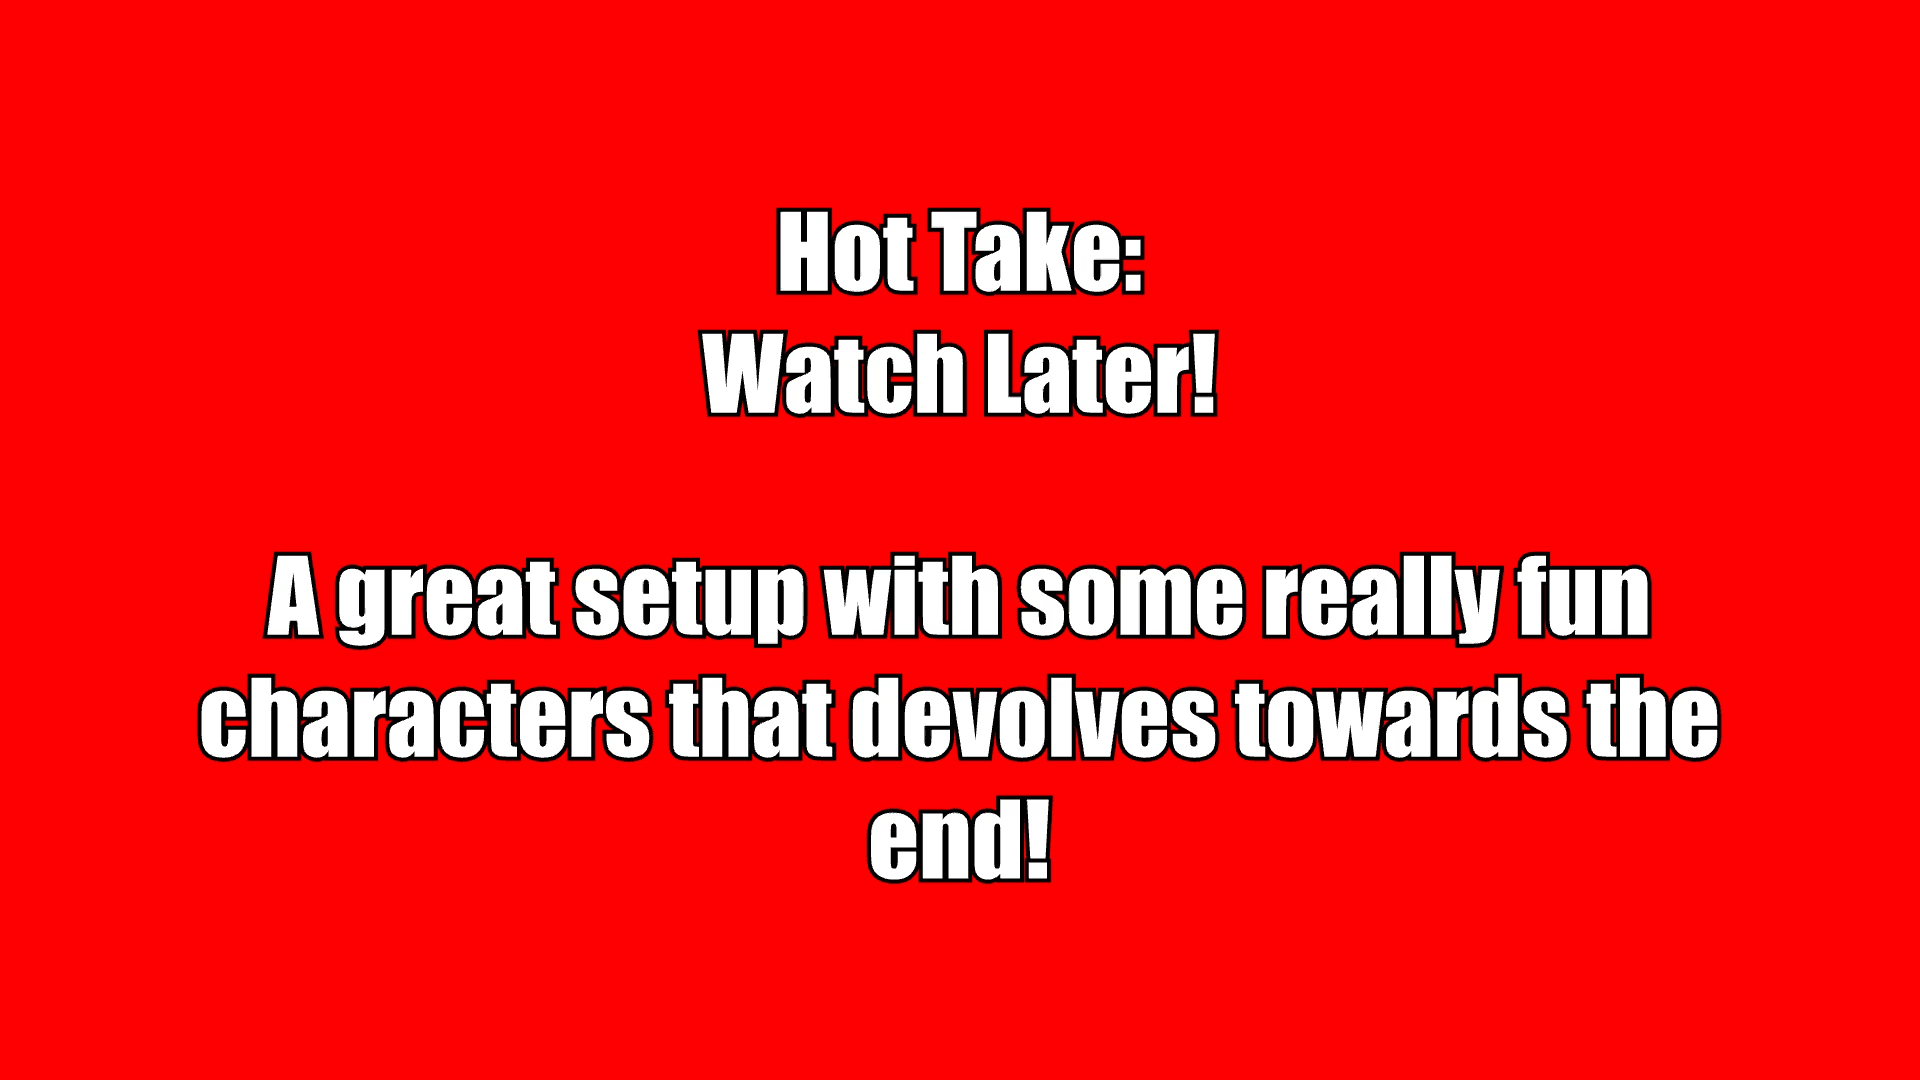 Hot Take:
Watch Later!
A great setup with some really fun
characters that devolves towards the
end!